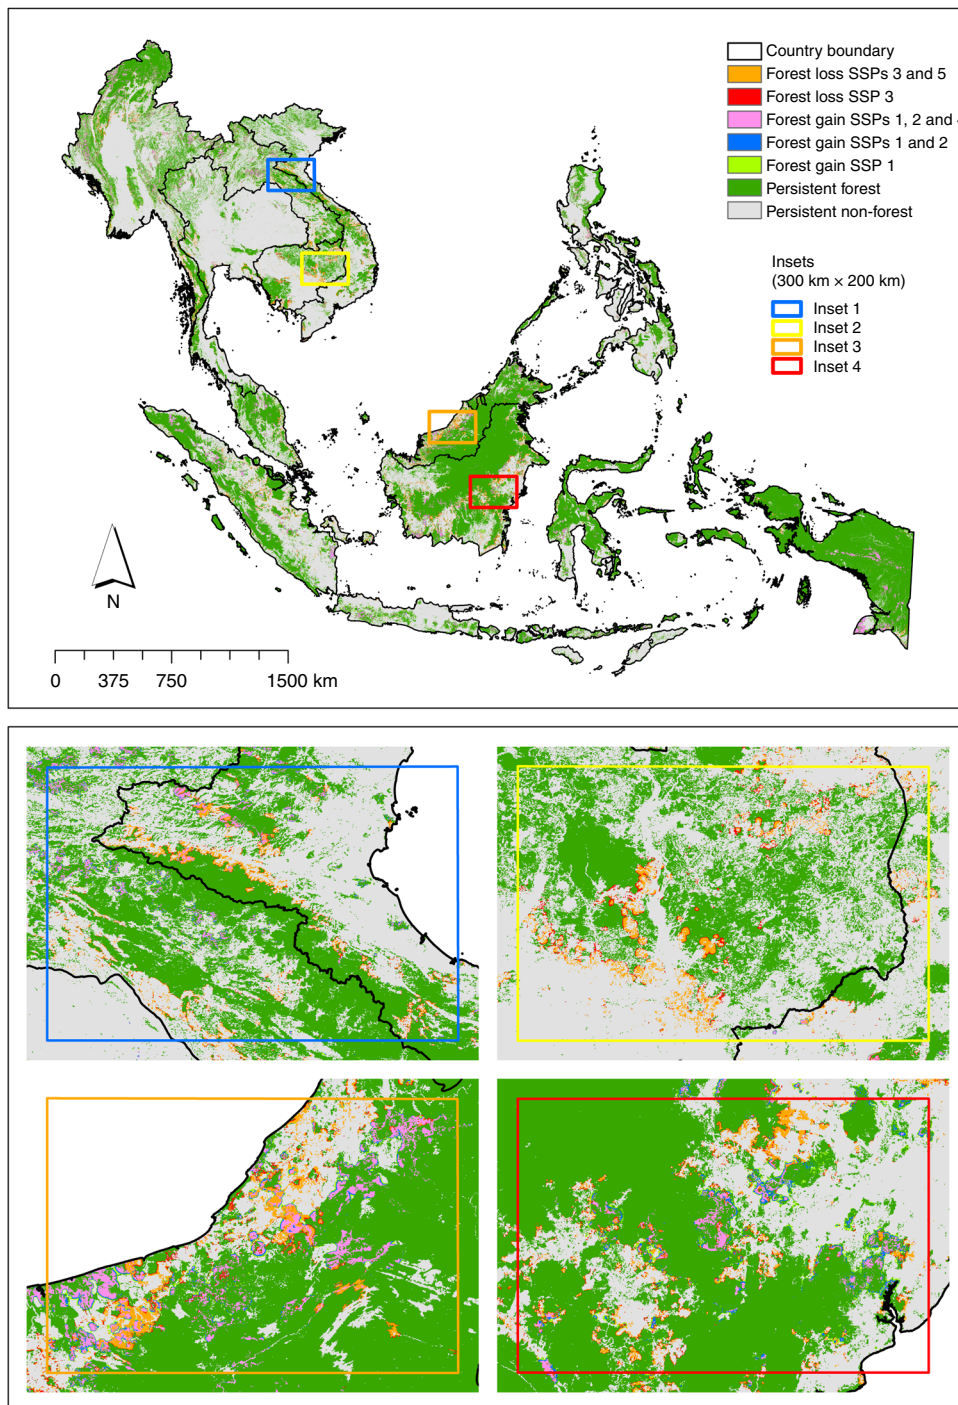 Country boundary
Forest loss SSPs 3 and 5
Forest loss SSP 3
Forest gain SSPs 1, 2 and
Forest gain SSPs 1 and 2
Forest gain SSP 1
Persistent forest
Persistent non-forest
Insets
(300 km × 200 km)
Inset 1
Inset 2
Inset 3
Inset 4
N
0 375 750 1500 km